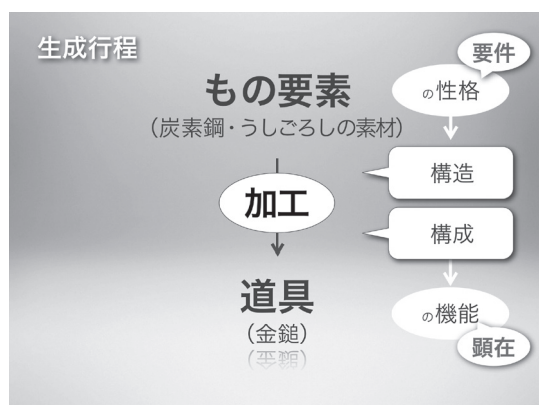 生成行程
要件
もの要素
の性格
（炭素鋼・うしごろしの素材）
構造
加工
構成
道具
の機能
（金鎚）
顕在